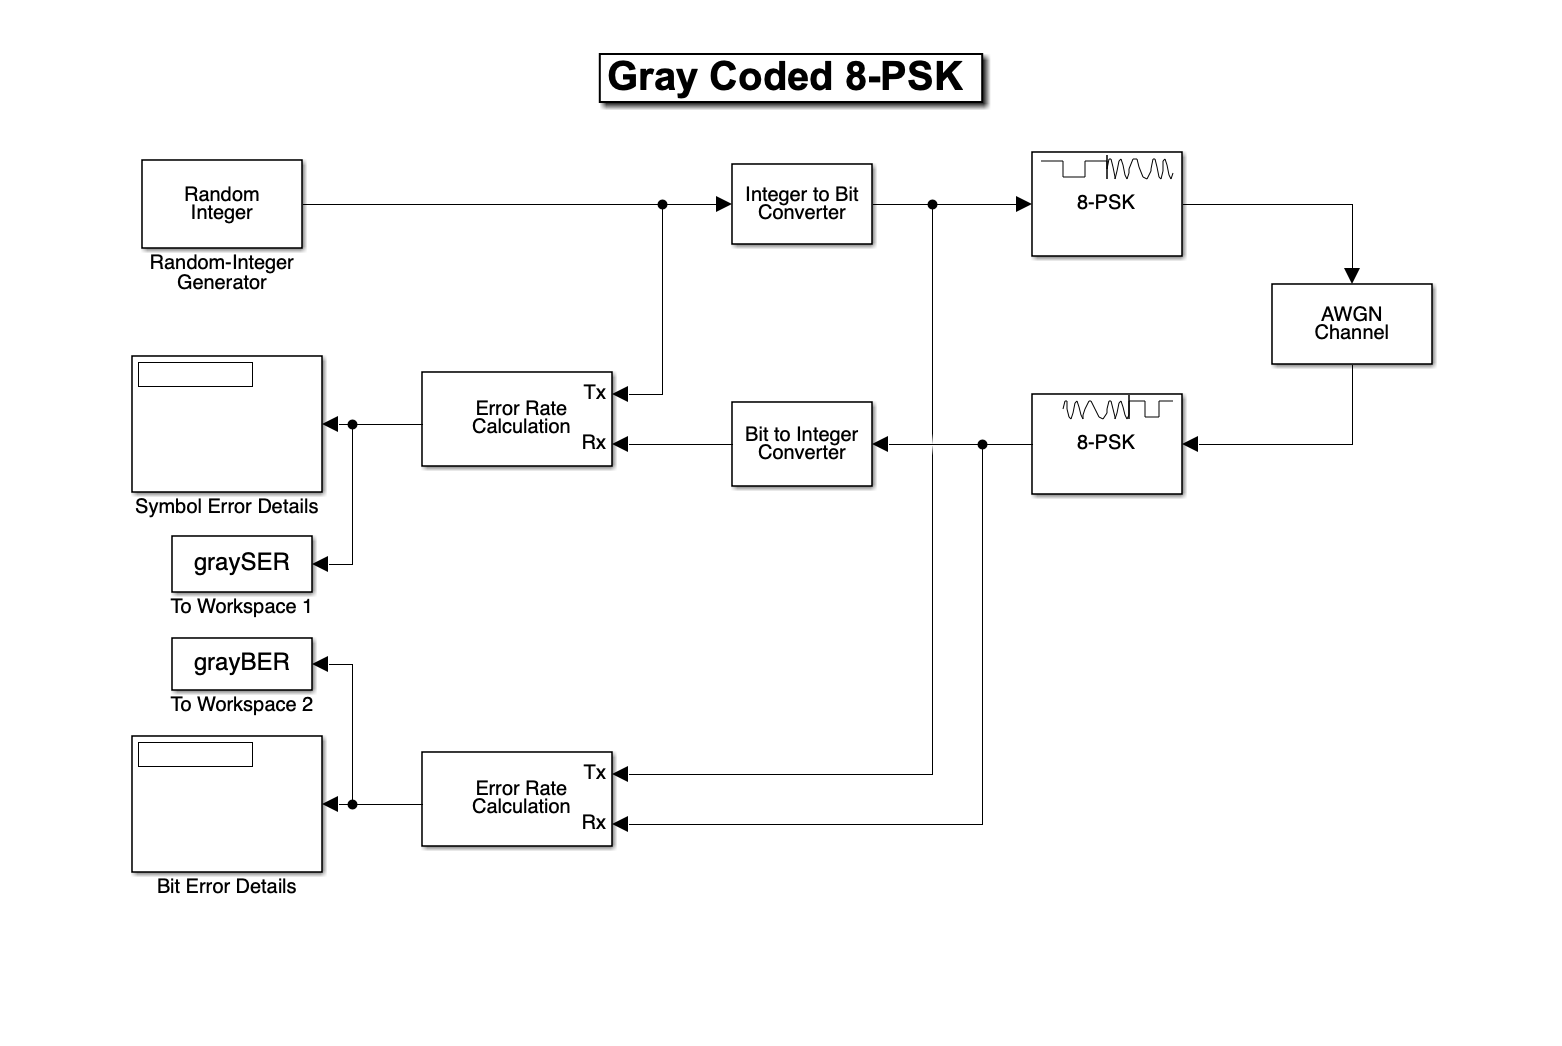 Gray Coded 8-PSK
Random
Integer
Random-Integer
Generator
Integer to Bit
Converter
8-PSK
AWGN
Channel
Symbol Error Details
Error Rate
Calculation
Tx
Rx
Bit to Integer
Converter
8-PSK
graySER
To Workspace 1
grayBER
To Workspace 2
Bit Error Details
Error Rate
Calculation
Tx
Rx